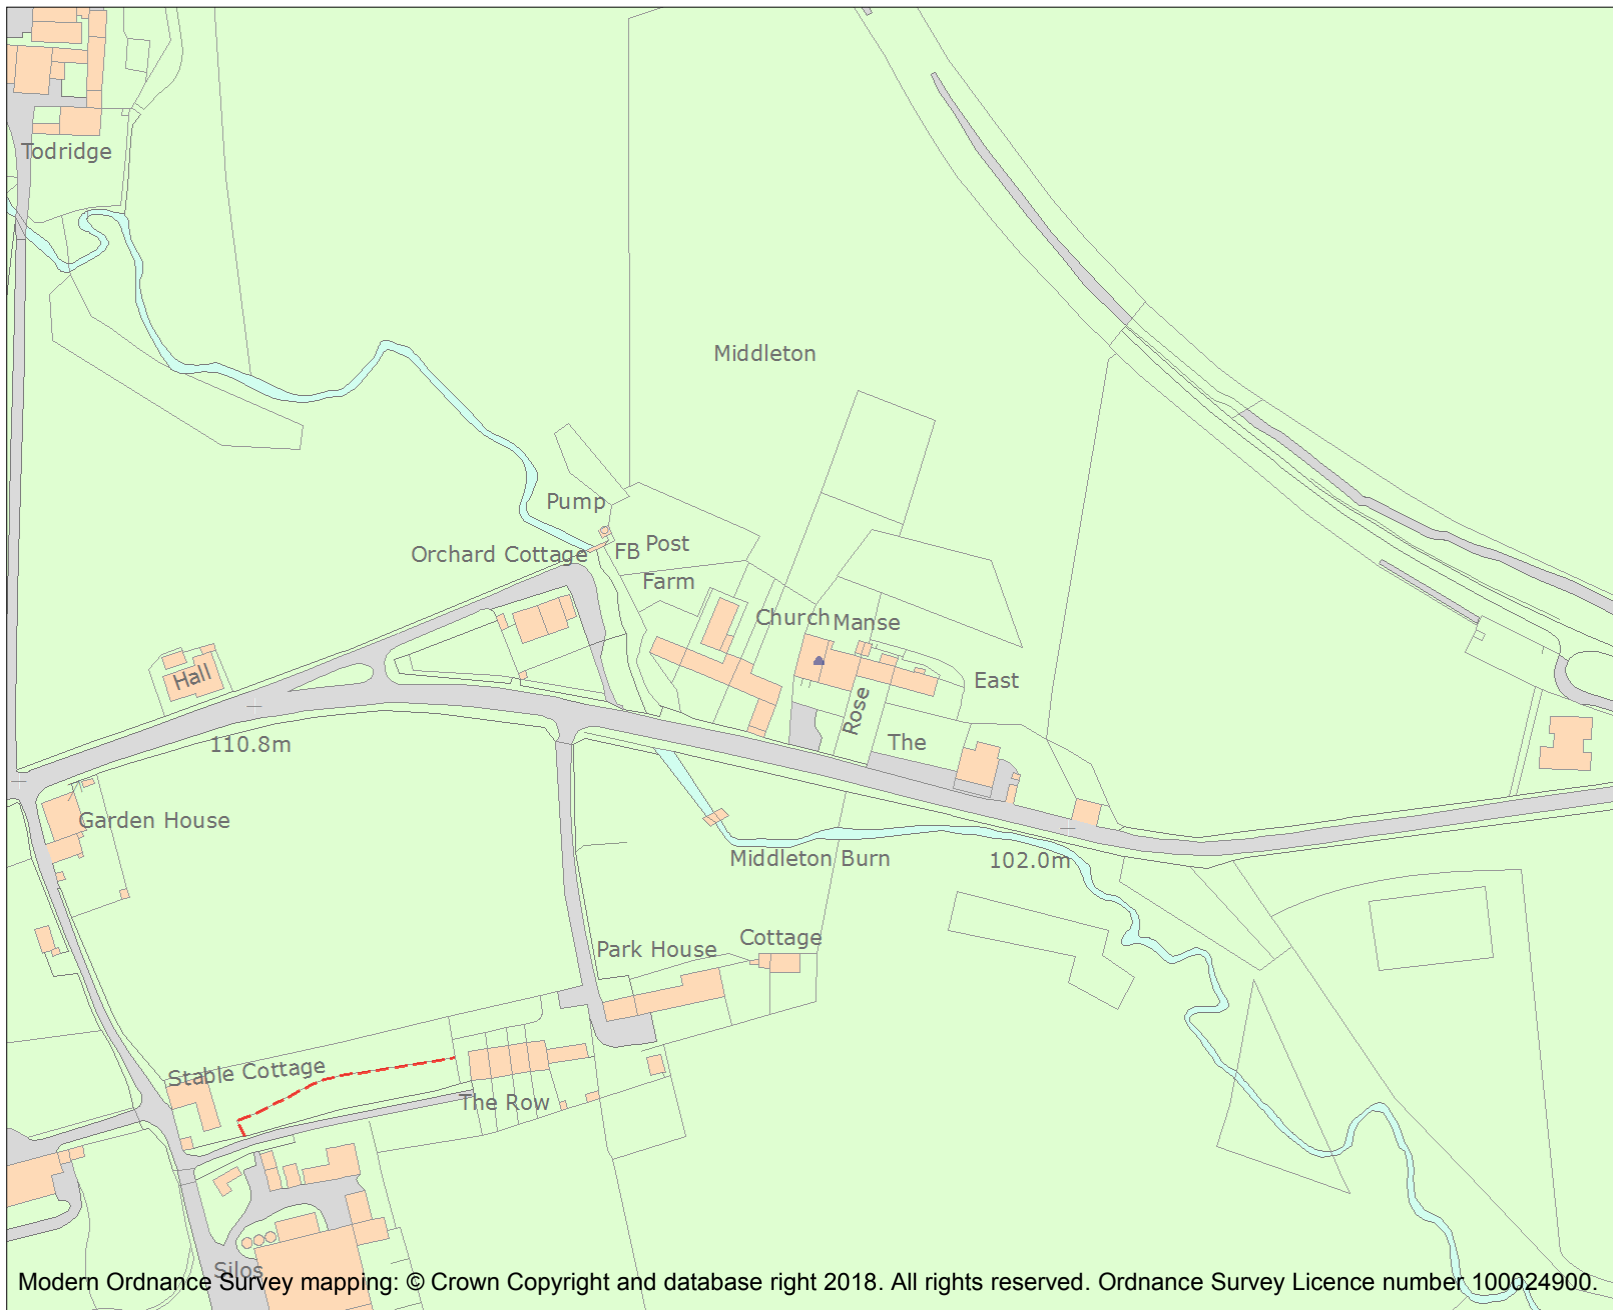 Todridge
Middleton
Pump
Orchard Cottage
FB
Post
Farm
Church
Manse
East
Hall
Rose
The
110.8m
Garden House
Middleton Burn
102.0m
Park House
Cottage
Stable Cottage
The Row
Silos
Modern Ordnance Survey mapping: © Crown Copyright and database right 2018. All rights reserved. Ordnance Survey Licence number 100024900.